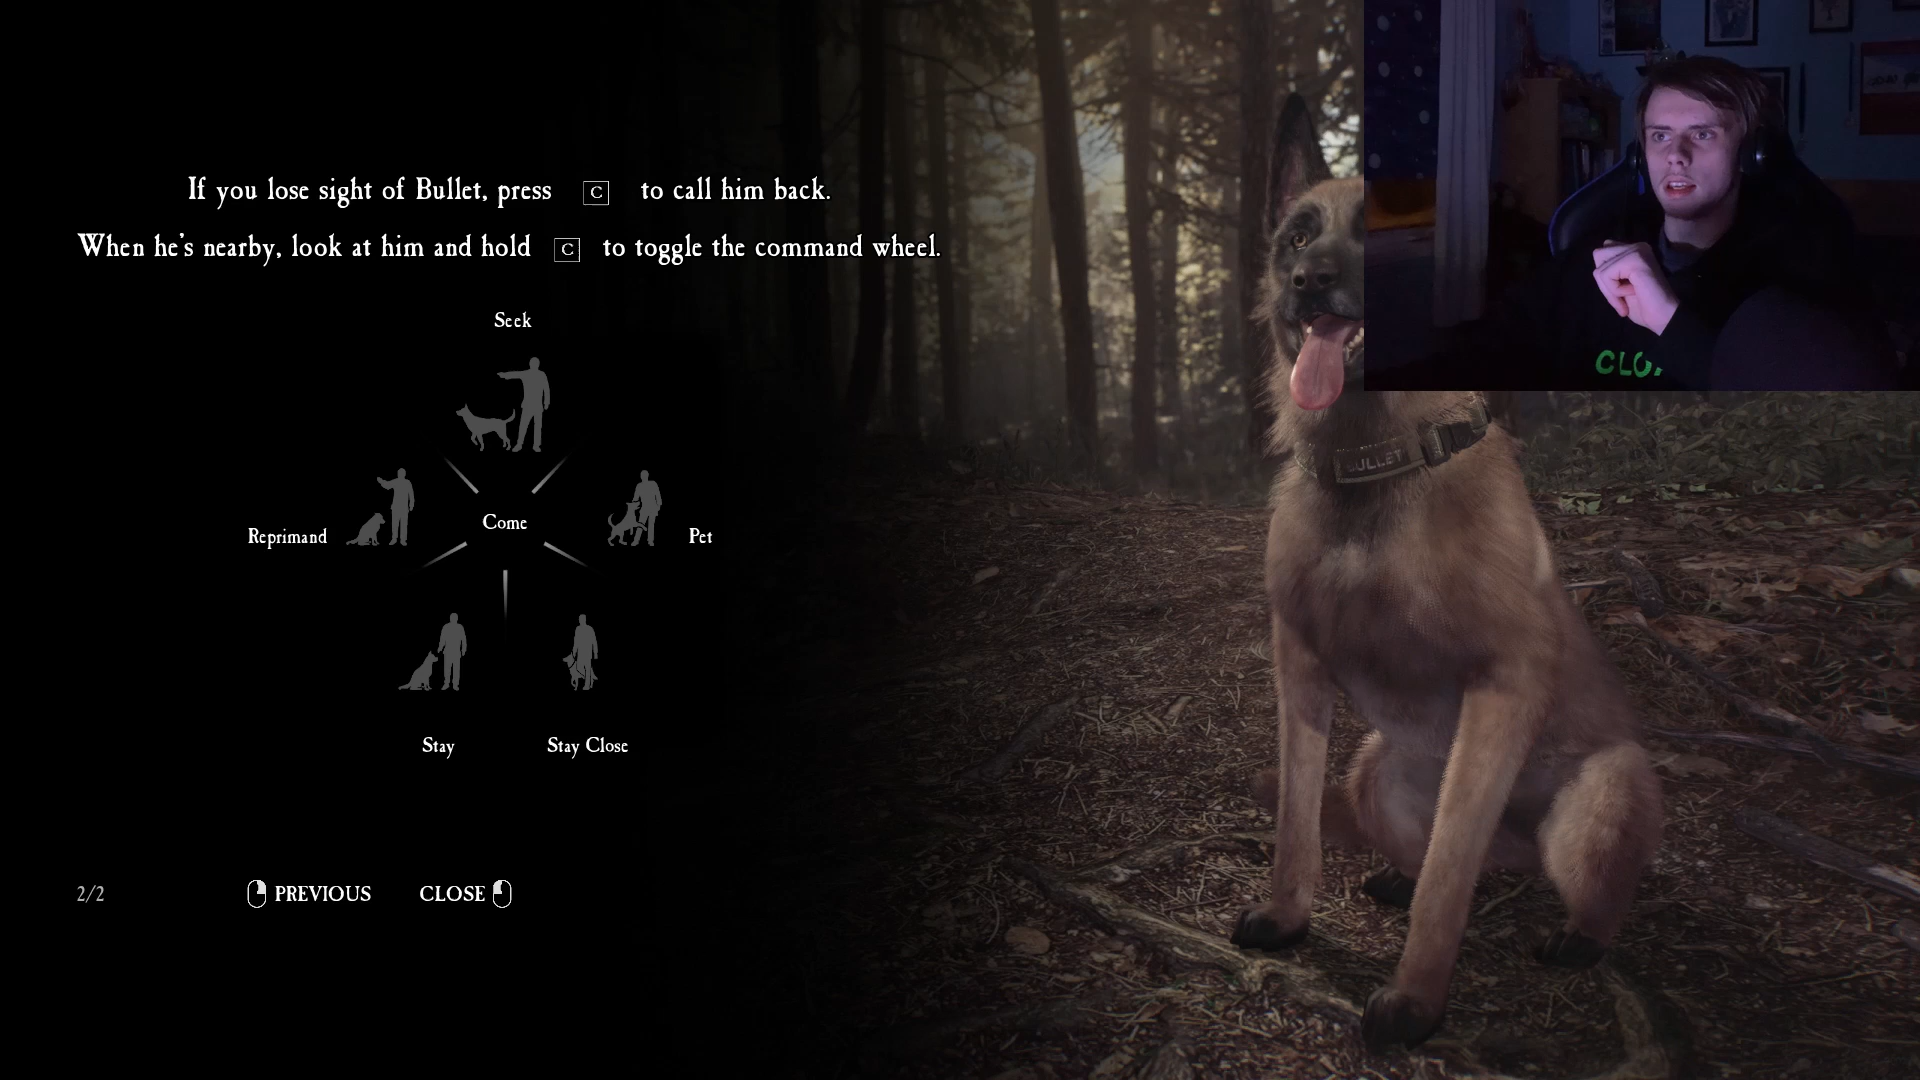 If you lose sight of Bullet, press C to call him back.
When he's nearby, look at him and hold C to toggle the command wheel.
Seek
Reprimand
Come
Pet
Stay
Stay Close
BULLET
2/2
PREVIOUS
CLOSE